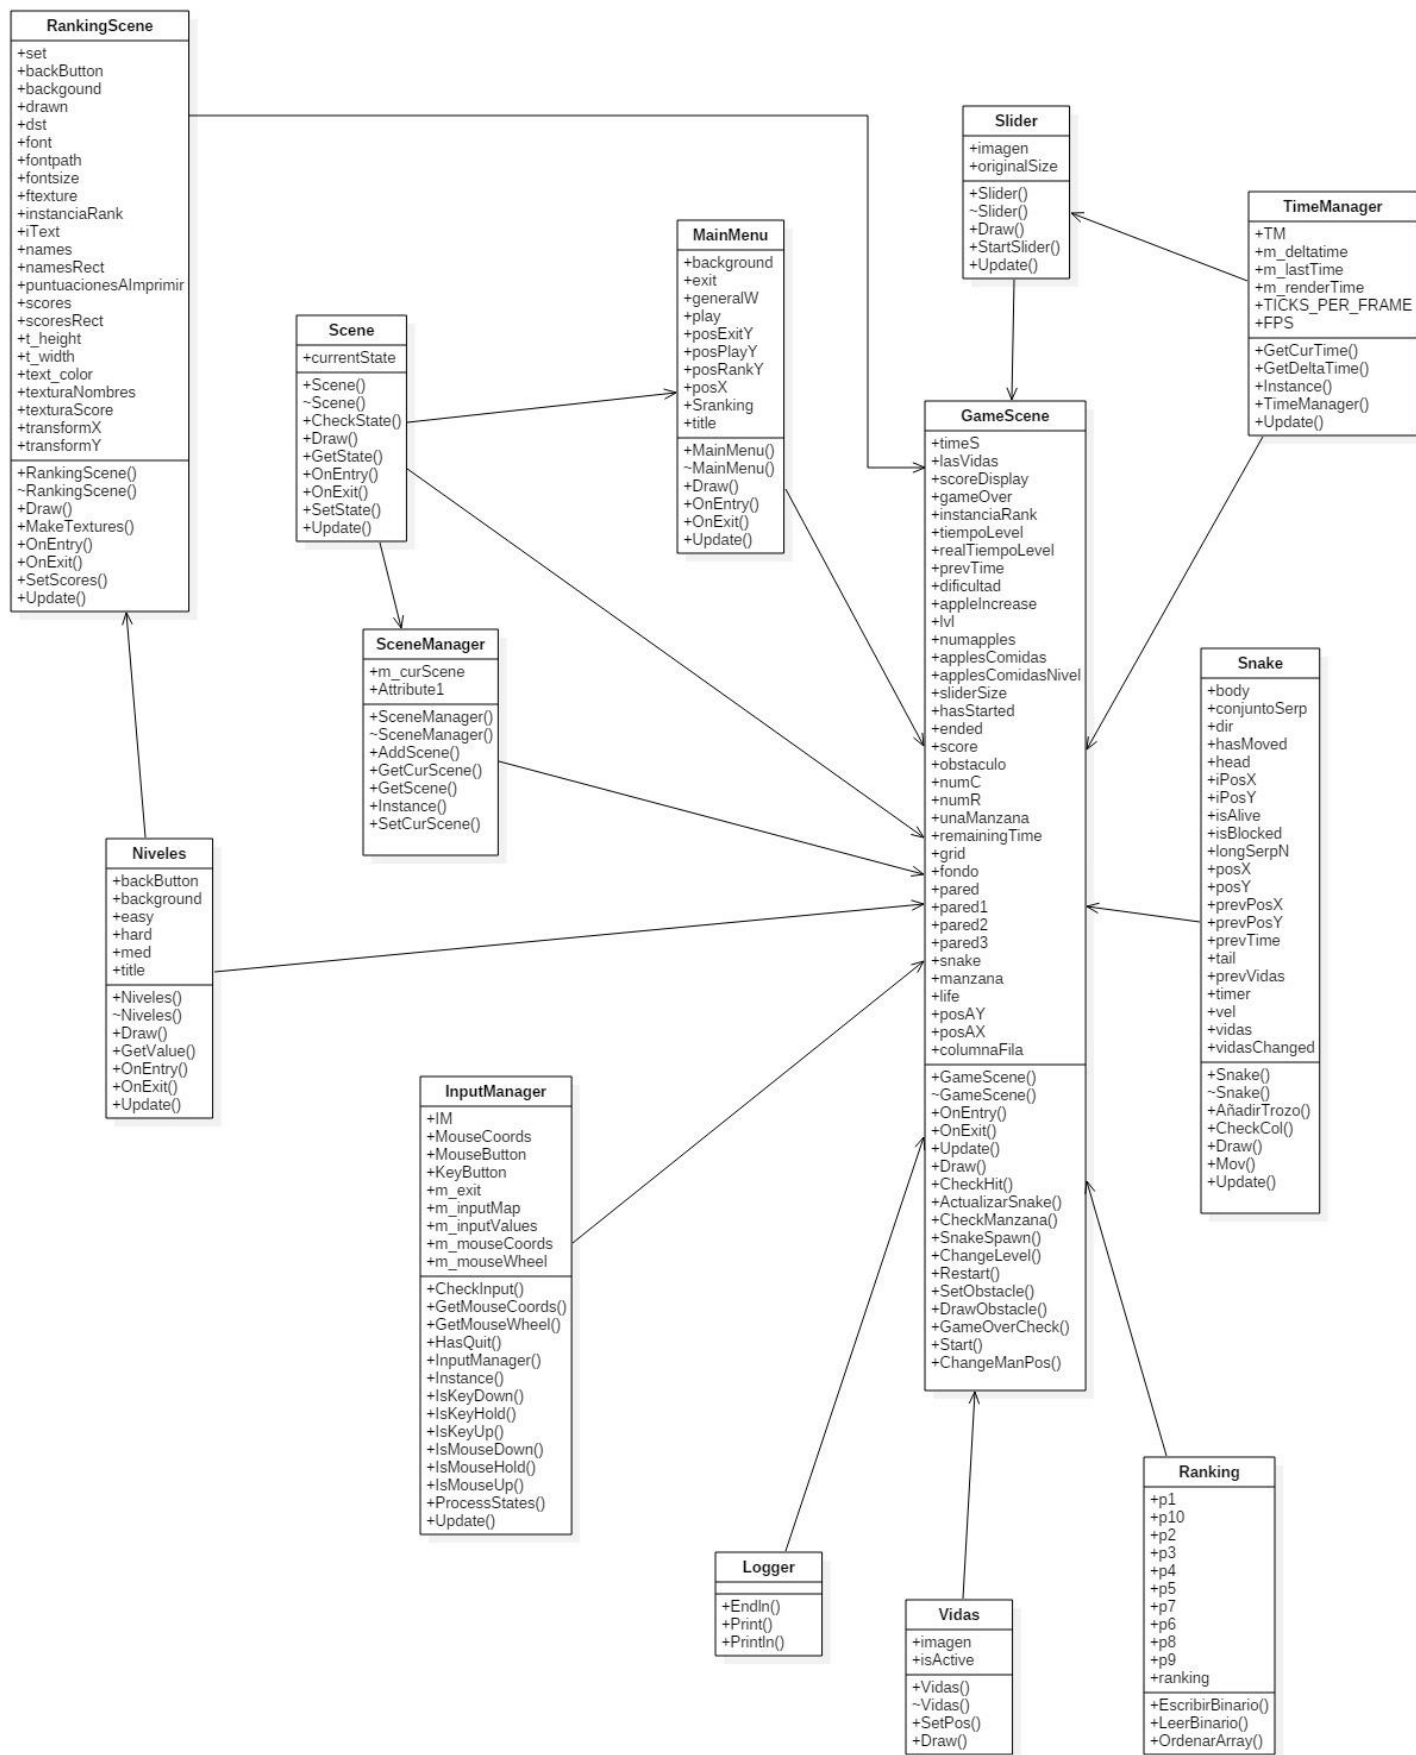 RankingScene
+set
+backButton
+backgound
+drawn
+dst
+font
+fontpath
+fontsize
+ftexture
+instanciaRank
+iText
+names
+namesRect
+puntuacionesAImprimir
+scores
+scoresRect
+t_height
+t_width
+text_color
+texturaNombres
+texturaScore
+transformX
+transformY
+RankingScene()
~RankingScene()
+Draw()
+MakeTextures()
+OnEntry()
+OnExit()
+SetScores()
+Update()
Slider
+imagen
+originalSize
+Slider()
~Slider()
+Draw()
+StartSlider()
+Update()
TimeManager
+TM
+m_deltatime
+m_lastTime
+m_renderTime
+TICKS_PER_FRAME
+FPS
+GetCurTime()
+GetDeltaTime()
+Instance()
+TimeManager()
+Update()
MainMenu
+background
+exit
+generalW
+play
+posExitY
+posPlayY
+posRankY
+posX
+Sranking
+title
+MainMenu()
~MainMenu()
+Draw()
+OnEntry()
+OnExit()
+Update()
Scene
+currentState
+Scene()
~Scene()
+CheckState()
+Draw()
+GetState()
+OnEntry()
+OnExit()
+SetState()
+Update()
GameScene
+timeS
+lasVidas
+scoreDisplay
+gameOver
+instanciaRank
+tiempoLevel
+realTiempoLevel
+prevTime
+dificultad
+appleIncrease
+lvl
+numapples
+applesComidas
+applesComidasNivel
+sliderSize
+hasStarted
+ended
+score
+obstaculo
+numC
+numR
+unaManzana
+remainingTime
+grid
+fondo
+pared
+pared1
+pared2
+pared3
+snake
+manzana
+life
+posAY
+posAX
+columnaFila
+GameScene()
~GameScene()
+OnEntry()
+OnExit()
+Update()
+Draw()
+CheckHit()
+ActualizarSnake()
+CheckManzana()
+SnakeSpawn()
+ChangeLevel()
+Restart()
+SetObstacle()
+DrawObstacle()
+GameOverCheck()
+Start()
+ChangeManPos()
SceneManager
+m_curScene
+Attribute1
+SceneManager()
~SceneManager()
+AddScene()
+GetCurScene()
+GetScene()
+Instance()
+SetCurScene()
Snake
+body
+conjuntoSerp
+dir
+hasMoved
+head
+iPosX
+iPosY
+isAlive
+isBlocked
+longSerpN
+posX
+posY
+prevPosX
+prevPosY
+prevTime
+tail
+prevVidas
+timer
+vel
+vidas
+vidasChanged
+Snake()
~Snake()
+AñadirTrozo()
+CheckCol()
+Draw()
+Mov()
+Update()
Niveles
+backButton
+background
+easy
+hard
+med
+title
+Niveles()
~Niveles()
+Draw()
+GetValue()
+OnEntry()
+OnExit()
+Update()
InputManager
+IM
+MouseCoords
+MouseButton
+KeyButton
+m_exit
+m_inputMap
+m_inputValues
+m_mouseCoords
+m_mouseWheel
+CheckInput()
+GetMouseCoords()
+GetMouseWheel()
+HasQuit()
+InputManager()
+Instance()
+IsKeyDown()
+IsKeyHold()
+IsKeyUp()
+IsMouseDown()
+IsMouseHold()
+IsMouseUp()
+ProcessStates()
+Update()
Logger
+Endln()
+Print()
+Println()
Vidas
+imagen
+isActive
+Vidas()
~Vidas()
+SetPos()
+Draw()
Ranking
+p1
+p10
+p2
+p3
+p4
+p5
+p7
+p6
+p8
+p9
+ranking
+EscribirBinario()
+LeerBinario()
+OrdenarArray()